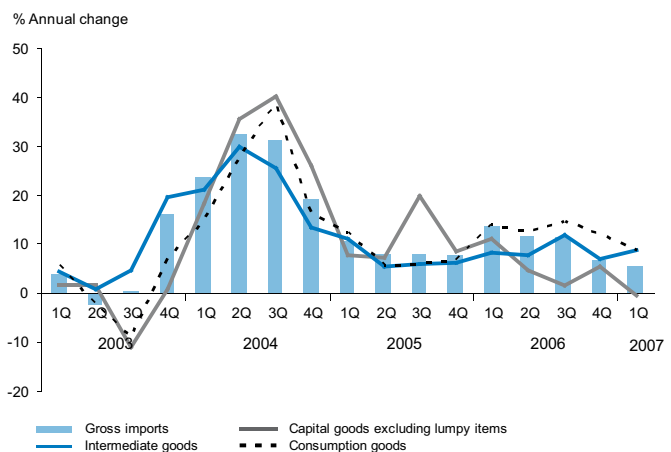 % Annual change
50
40
30
20
10
0
-10
-20
1Q 2Q 3Q 4Q 1Q 2Q 3Q 4Q 1Q 2Q 3Q 4Q 1Q 2Q 3Q 4Q 1Q
2003 2004 2005 2006 2007
Gross imports Capital goods excluding lumpy items
Intermediate goods Consumption goods